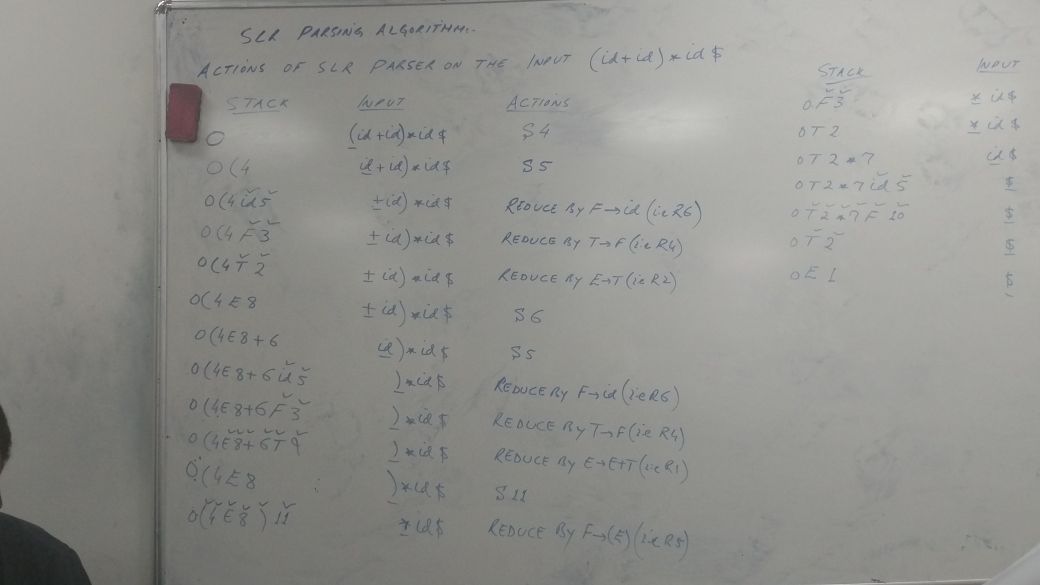 SLR PARSING ALGORITHM:-
ACTIONS OF SLR PARSER ON THE INPUT (id+id)*id$
STACK INPUT ACTIONS
0 (id+id)*id$ S4
0(4 id+id)*id$ S5
0(4id5 +id)*id$ REDUCE BY F→id (ie R6)
0(4F3 +id)*id$ REDUCE BY T→F (ie R4)
0(4T2 +id)*id$ REDUCE BY E→T (ie R2)
0(4E8 +id)*id$ S6
0(4E8+6 id)*id$ S5
0(4E8+6id5 )*id$ REDUCE BY F→id (ie R6)
0(4E8+6F3 )*id$ REDUCE BY T→F (ie R4)
0(4E8+6T9 )*id$ REDUCE BY E→E+T (ie R1)
0(4E8 )*id$ S11
0(4E8)11 *id$ REDUCE BY F→(E) (ie R5)
STACK INPUT
0F3 *id$
0T2 *id$
0T2*7 id$
0T2*7id5 $
0T2*7F10 $
0T2 $
0E1 $